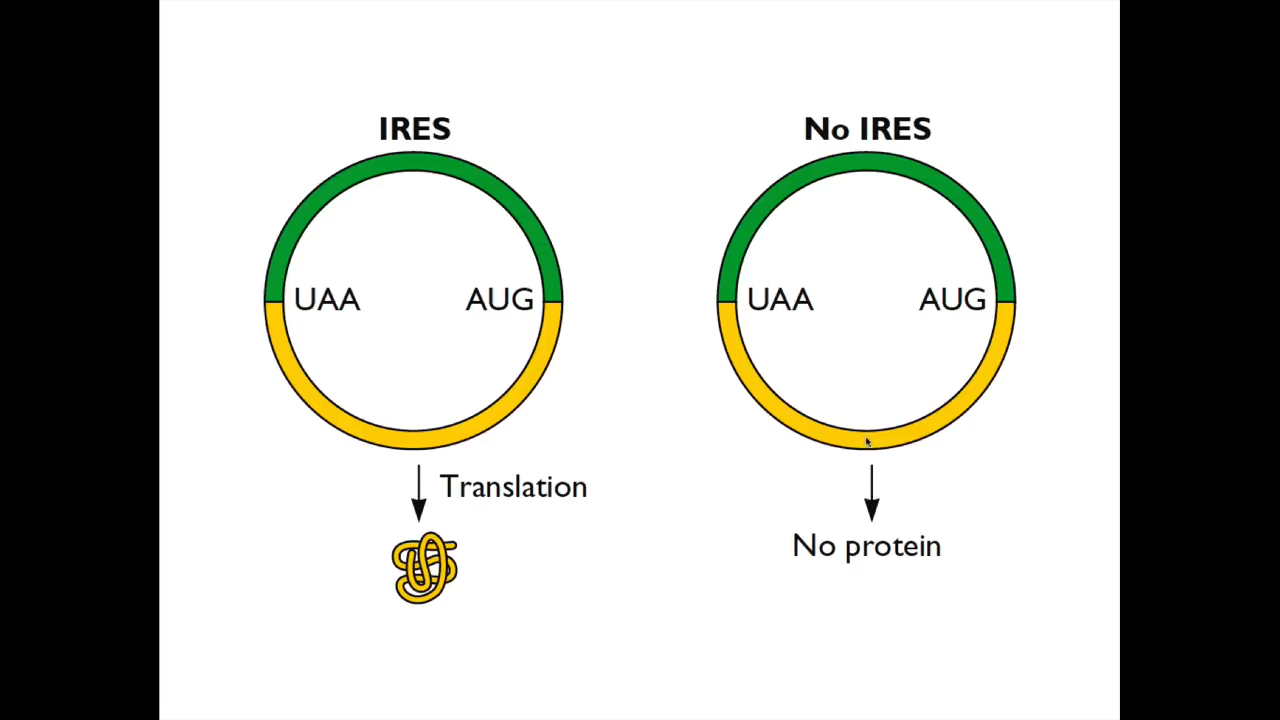 IRES
No IRES
UAA
AUG
UAA
AUG
Translation
No protein